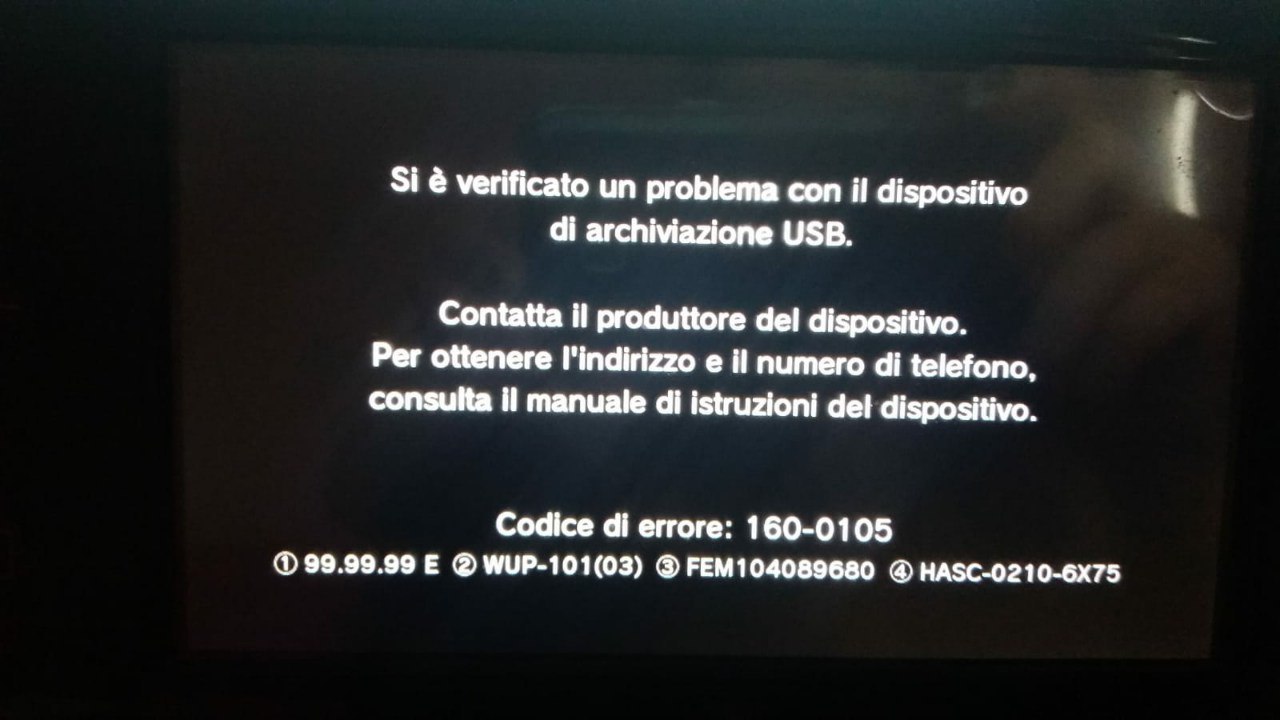 Si è verificato un problema con il dispositivo
di archiviazione USB.
Contatta il produttore del dispositivo.
Per ottenere l'indirizzo e il numero di telefono,
consulta il manuale di istruzioni del dispositivo.
Codice di errore: 160-0105
① 99.99.99 E ② WUP-101(03) ③ FEM104089680 ④ HASC-0210-6X75